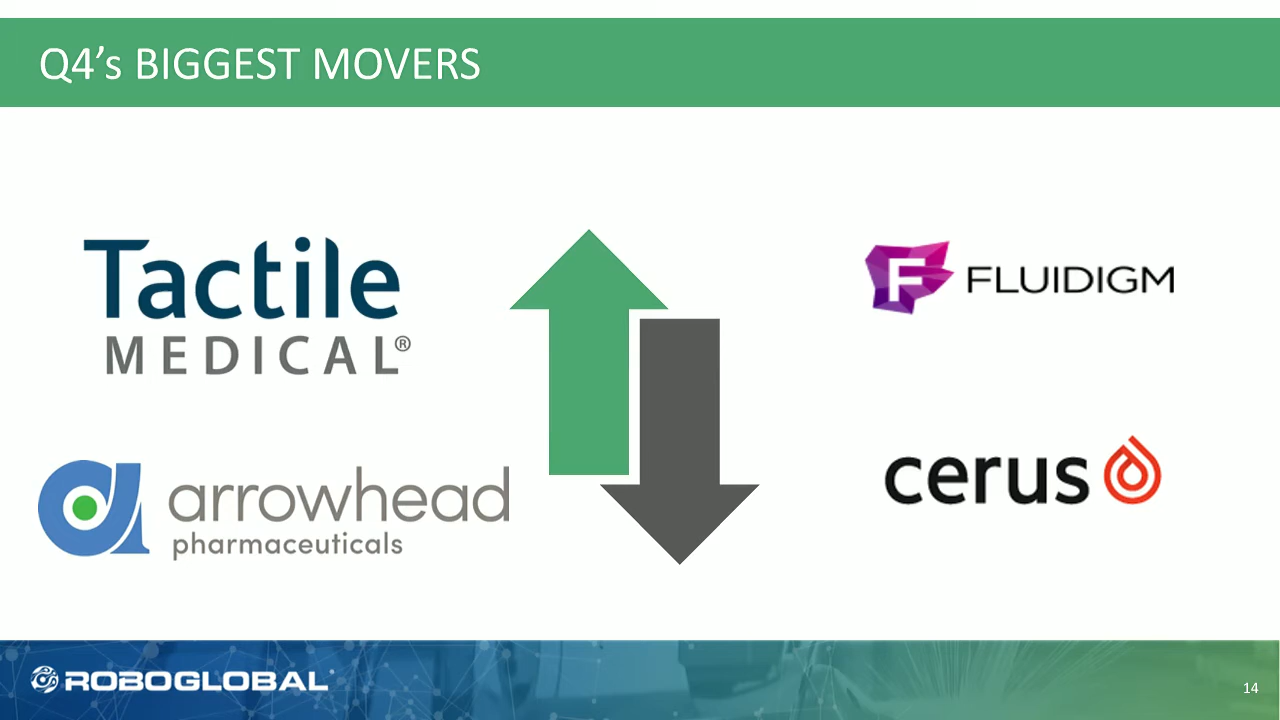 Q4’s BIGGEST MOVERS
Tactile
MEDICAL®
arrowhead
pharmaceuticals
F FLUIDIGM
cerus
ROBOGLOBAL
14